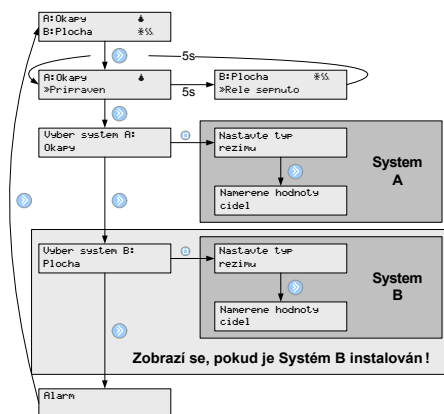 A:Okapy
B:Plocha
5s
A:Okapy
»Pripraven
5s
B:Plocha
»Rele sepnuto
Vyber system A:
Okapy
Nastavte typ
rezimu
Namerene hodnoty
cidel
System
A
Vyber system B:
Plocha
Nastavte typ
rezimu
Namerene hodnoty
cidel
System
B
Zobrazí se, pokud je Systém B instalován !
Alarm